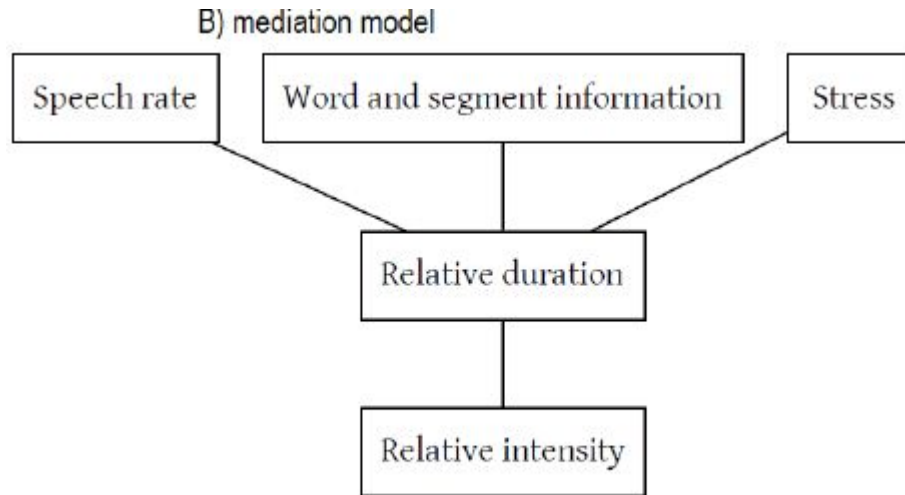 B) mediation model
Speech rate
Word and segment information
Stress
Relative duration
Relative intensity